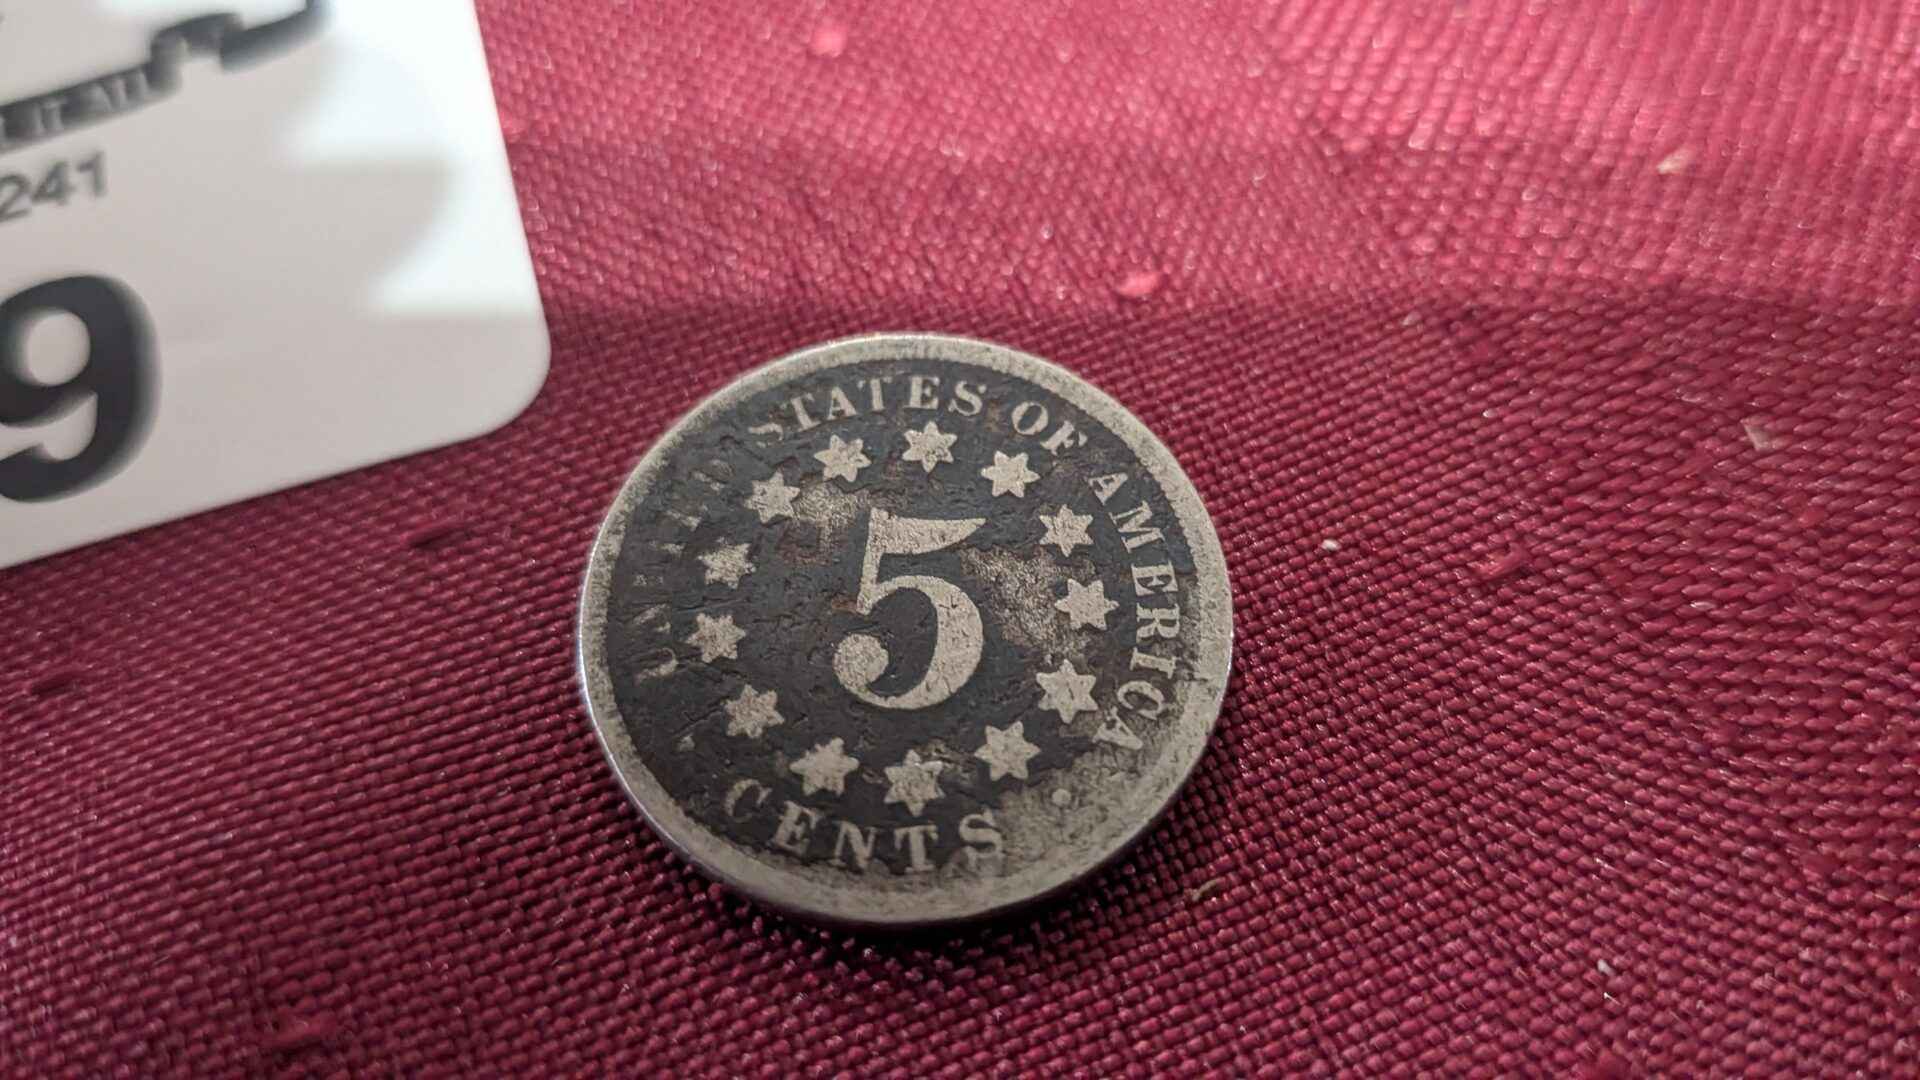 241
9
UNITED STATES OF AMERICA
5
CENTS